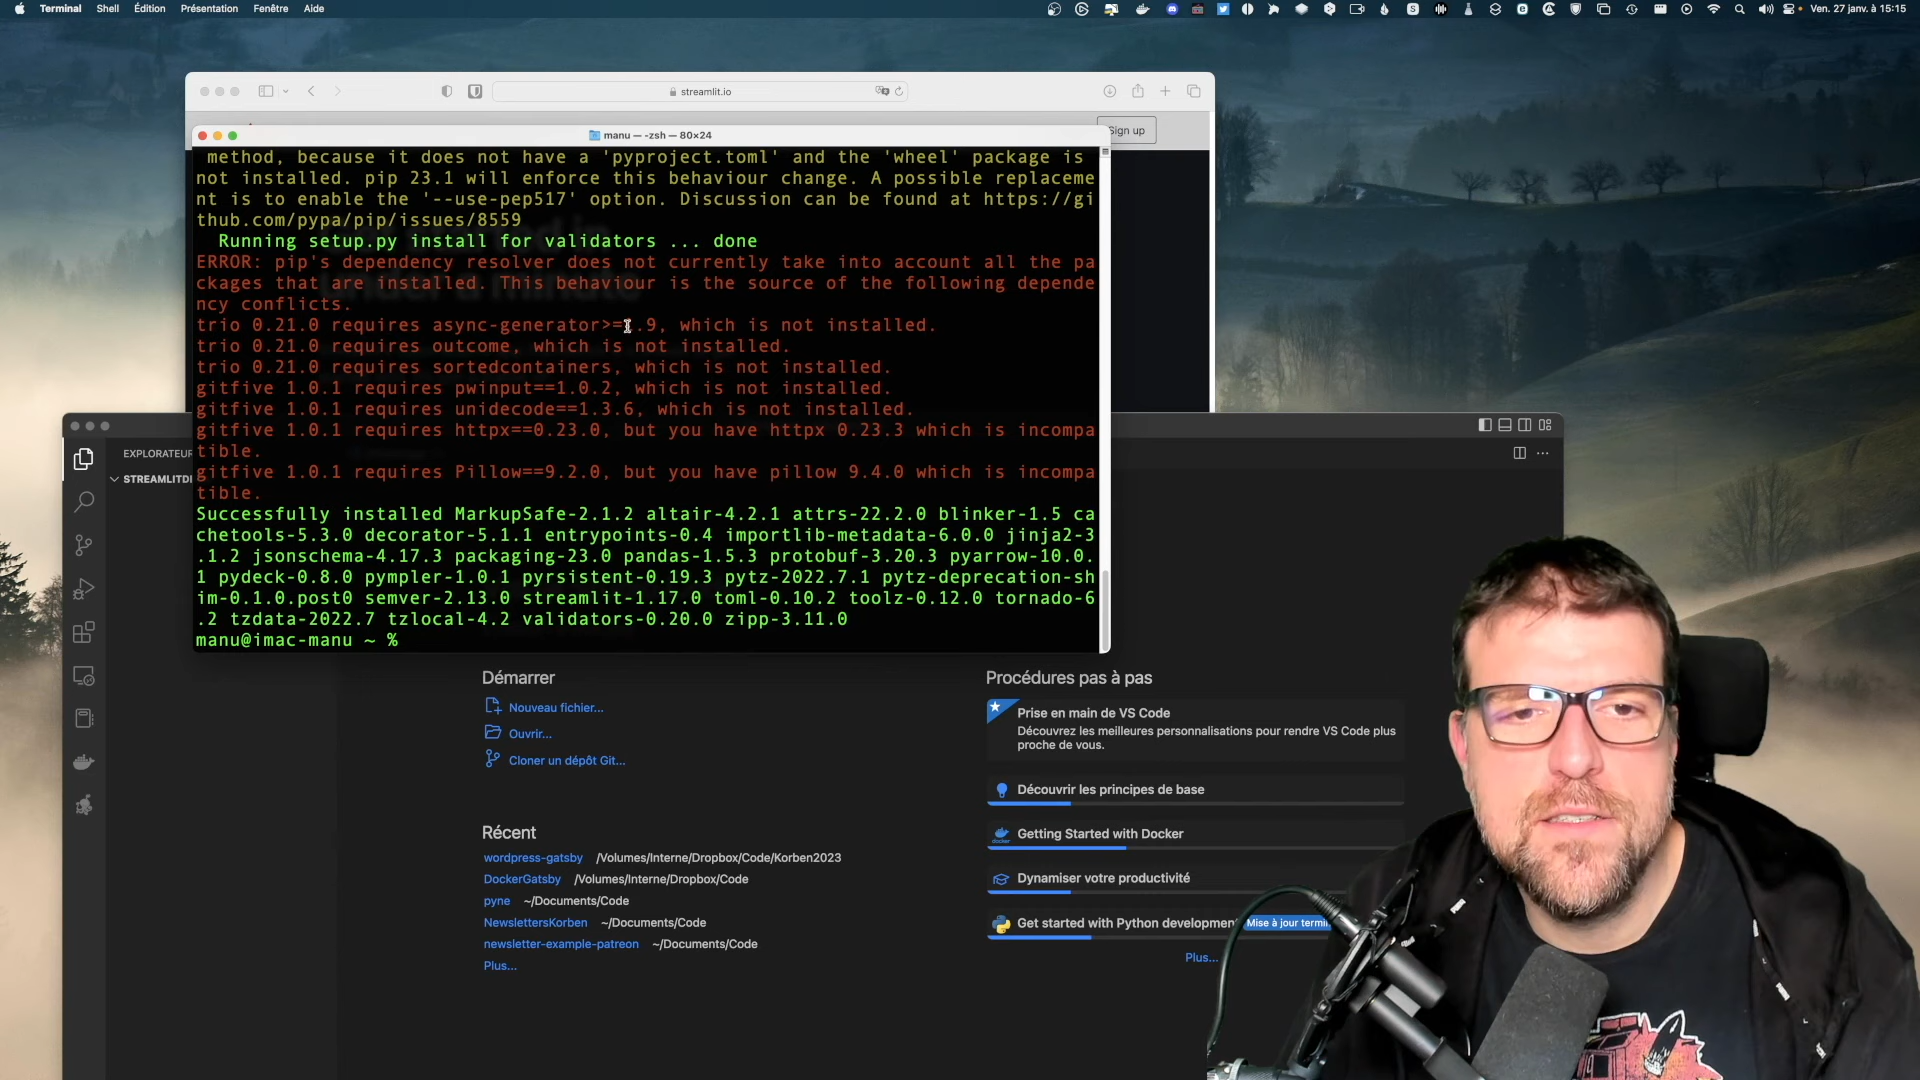 Terminal Shell Édition Présentation Fenêtre Aide
Ven. 27 janv. à 15:15
streamlit.io
Sign up
manu — -zsh — 80×24
method, because it does not have a 'pyproject.toml' and the 'wheel' package is
not installed. pip 23.1 will enforce this behaviour change. A possible replaceme
nt is to enable the '--use-pep517' option. Discussion can be found at https://gi
thub.com/pypa/pip/issues/8559
Running setup.py install for validators ... done
ERROR: pip's dependency resolver does not currently take into account all the pa
ckages that are installed. This behaviour is the source of the following depende
ncy conflicts.
trio 0.21.0 requires async-generator>=1.9, which is not installed.
trio 0.21.0 requires outcome, which is not installed.
trio 0.21.0 requires sortedcontainers, which is not installed.
gitfive 1.0.1 requires pwinput==1.0.2, which is not installed.
gitfive 1.0.1 requires unidecode==1.3.6, which is not installed.
gitfive 1.0.1 requires httpx==0.23.0, but you have httpx 0.23.3 which is incompa
tible.
gitfive 1.0.1 requires Pillow==9.2.0, but you have pillow 9.4.0 which is incompa
tible.
Successfully installed MarkupSafe-2.1.2 altair-4.2.1 attrs-22.2.0 blinker-1.5 ca
chetools-5.3.0 decorator-5.1.1 entrypoints-0.4 importlib-metadata-6.0.0 jinja2-3
.1.2 jsonschema-4.17.3 packaging-23.0 pandas-1.5.3 protobuf-3.20.3 pyarrow-10.0.
1 pydeck-0.8.0 pympler-1.0.1 pyrsistent-0.19.3 pytz-2022.7.1 pytz-deprecation-sh
im-0.1.0.post0 semver-2.13.0 streamlit-1.17.0 toml-0.10.2 toolz-0.12.0 tornado-6
.2 tzdata-2022.7 tzlocal-4.2 validators-0.20.0 zipp-3.11.0
manu@imac-manu ~ %
EXPLORATEUR
STREAMLITD
Démarrer
Nouveau fichier...
Ouvrir...
Cloner un dépôt Git...
Récent
wordpress-gatsby /Volumes/Interne/Dropbox/Code/Korben2023
DockerGatsby /Volumes/Interne/Dropbox/Code
pyne ~/Documents/Code
NewslettersKorben ~/Documents/Code
newsletter-example-patreon ~/Documents/Code
Plus...
Procédures pas à pas
Prise en main de VS Code
Découvrez les meilleures personnalisations pour rendre VS Code plus
proche de vous.
Découvrir les principes de base
Getting Started with Docker
Dynamiser votre productivité
Get started with Python development Mise à jour termin
Plus...